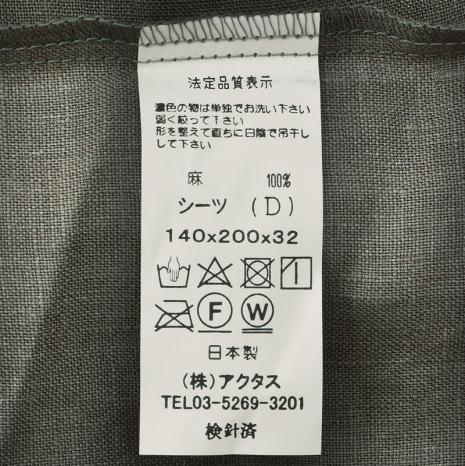 法定品質表示
濃色の物は単独でお洗い下さい
弱く絞って下さい
形を整えて直ちに日陰で吊干し
して下さい
麻 100%
シーツ (D)
140x200x32
F W
日本製
(株)アクタス
TEL03-5269-3201
検針済